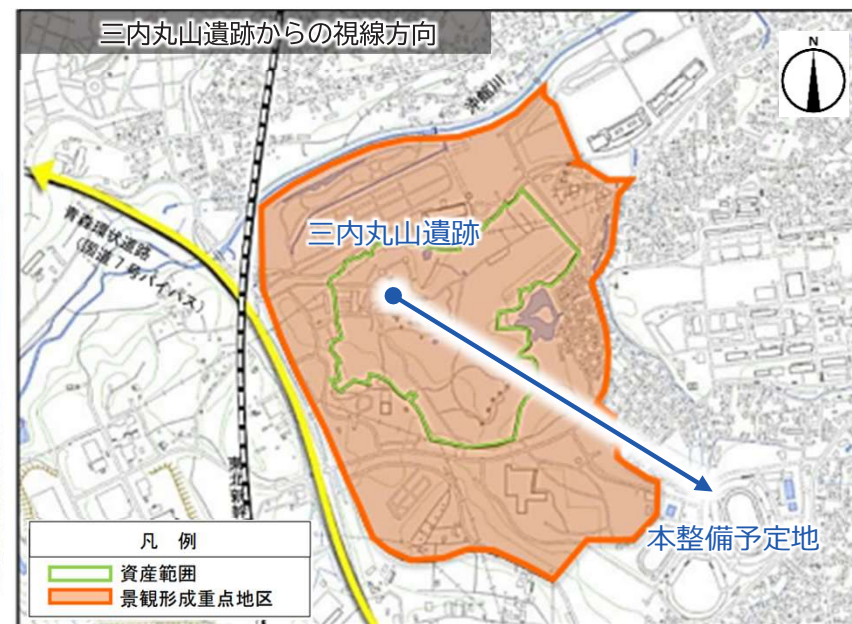 三内丸山遺跡からの視線方向
N
沖館川
青森環状道路
(国道7号バイパス)
三内丸山遺跡
東北新幹
本整備予定地
凡 例
資産範囲
景観形成重点地区